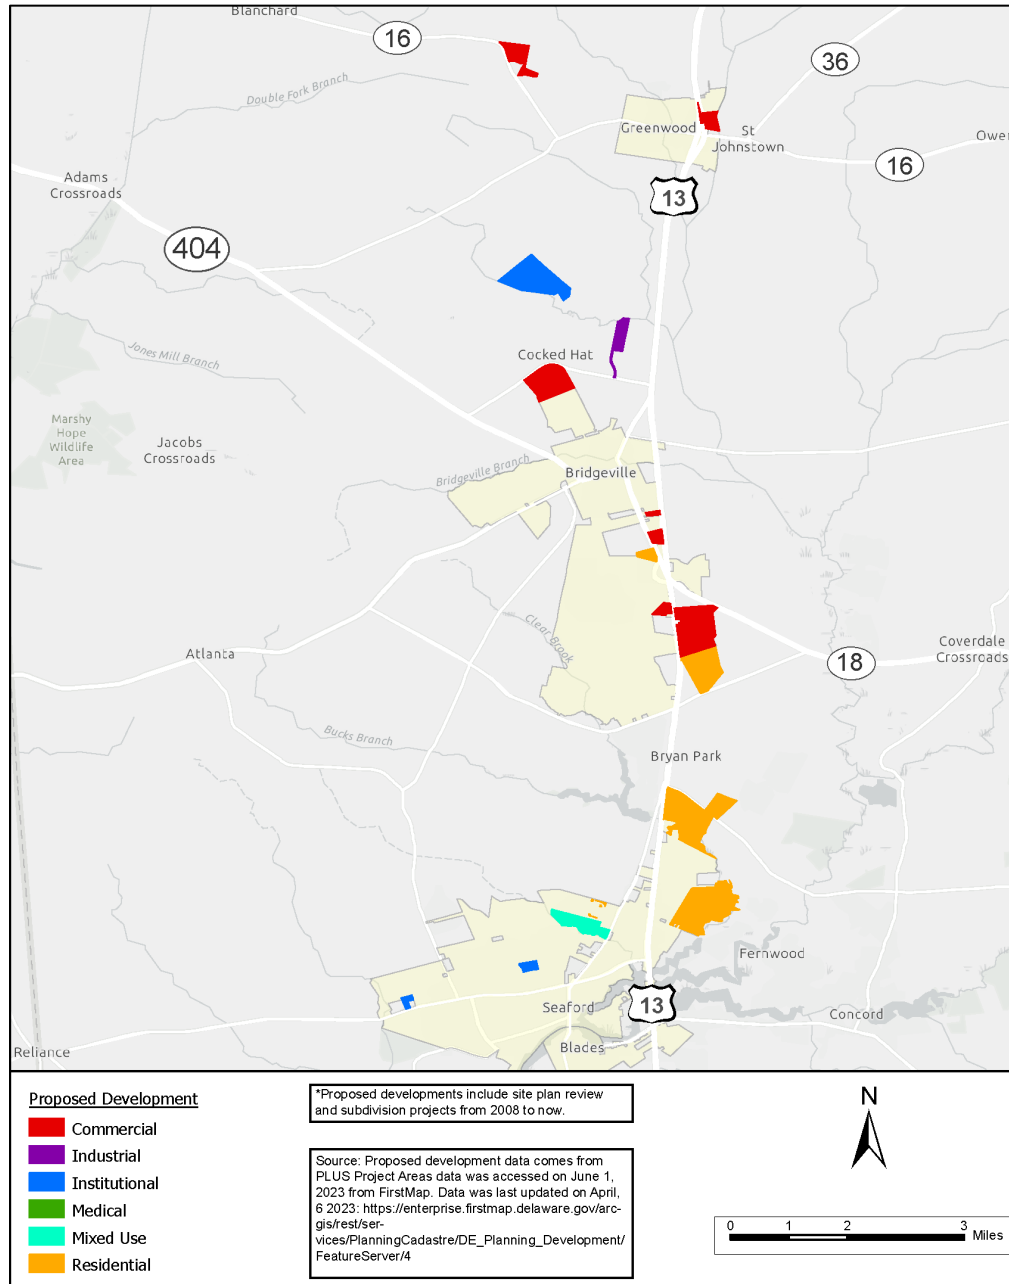 Blanchard
16
36
Double Fork Branch
Greenwood
St
Johnstown
Owen
16
Adams
Crossroads
13
404
Jones Mill Branch
Cocked Hat
Marshy
Hope
Wildlife
Area
Jacobs
Crossroads
Bridgeville Branch
Bridgeville
Clear Brook
Atlanta
18
Coverdale
Crossroads
Bucks Branch
Bryan Park
Fernwood
Seaford
13
Concord
Reliance
Blades
Proposed Development
Commercial
Industrial
Institutional
Medical
Mixed Use
Residential
*Proposed developments include site plan review
and subdivision projects from 2008 to now.
Source: Proposed development data comes from
PLUS Project Areas data was accessed on June 1,
2023 from FirstMap. Data was last updated on April,
6 2023: https://enterprise.firstmap.delaware.gov/arc-
gis/rest/ser-
vices/PlanningCadastre/DE_Planning_Development/
FeatureServer/4
N
0 1 2 3
Miles